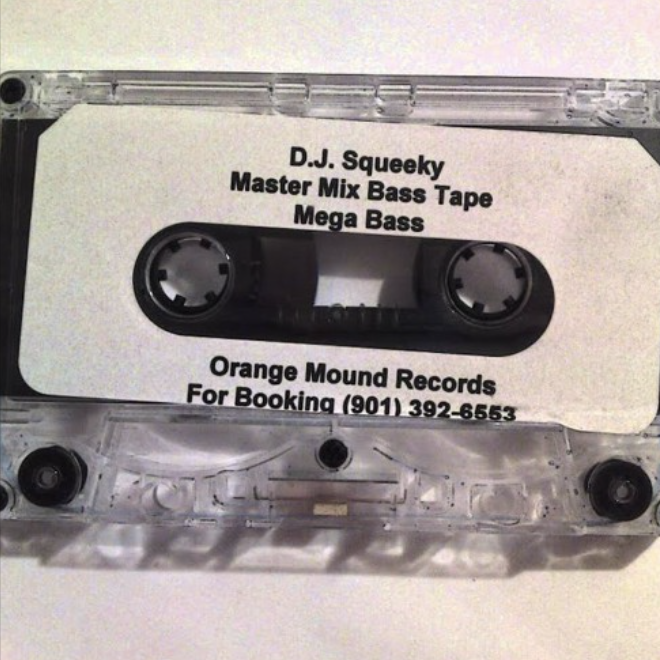 D.J. Squeeky
Master Mix Bass Tape
Mega Bass
Orange Mound Records
For Booking (901) 392-6553